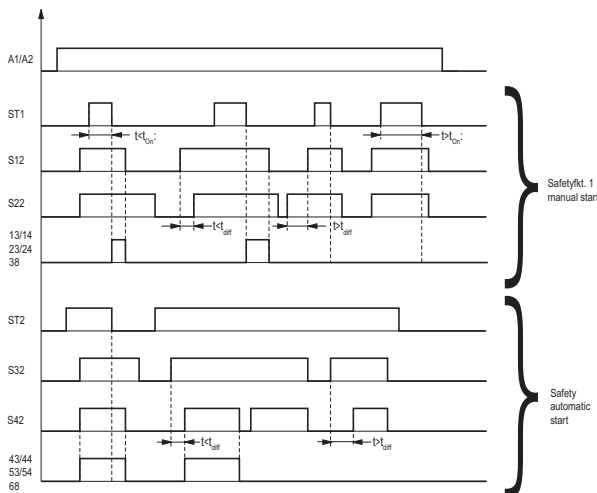 A1/A2
ST1
t<tOn:
t>tOn:
S12
Safetyfkt. 1
manual start
S22
t<tdiff
t>tdiff
13/14
23/24
38
ST2
S32
Safety
automatic
start
S42
t<tdiff
t>tdiff
43/44
53/54
68